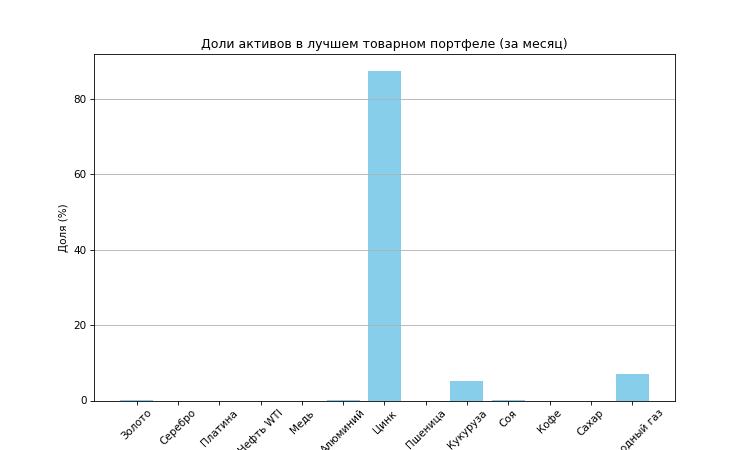 Доли активов в лучшем товарном портфеле (за месяц)
Доля (%)
80
60
40
20
0
Золото
Серебро
Платина
Нефть WTI
Медь
Алюминий
Цинк
Пшеница
Кукуруза
Соя
Кофе
Сахар
газ